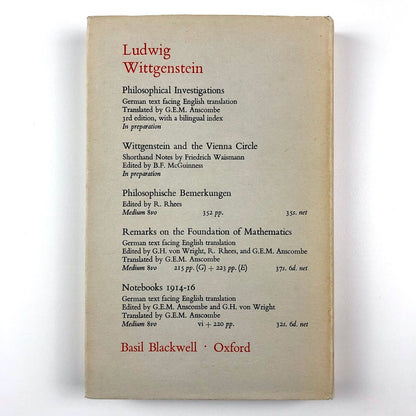 Ludwig
Wittgenstein
Philosophical Investigations
German text facing English translation
Translated by G.E.M. Anscombe
3rd edition, with a bilingual index
In preparation
Wittgenstein and the Vienna Circle
Shorthand Notes by Friedrich Waismann
Edited by B.F. McGuinness
In preparation
Philosophische Bemerkungen
Edited by R. Rhees
Medium 8vo 352 pp. 35s. net
Remarks on the Foundation of Mathematics
German text facing English translation
Edited by G.H. von Wright, R. Rhees, and G.E.M. Anscombe
Translated by G.E.M. Anscombe
Medium 8vo 215 pp. (G) + 223 pp. (E) 37s. 6d. net
Notebooks 1914-16
German text facing English translation
Edited by G.E.M. Anscombe and G.H. von Wright
Translated by G.E.M. Anscombe
Medium 8vo vi + 220 pp. 32s. 6d. net
Basil Blackwell · Oxford